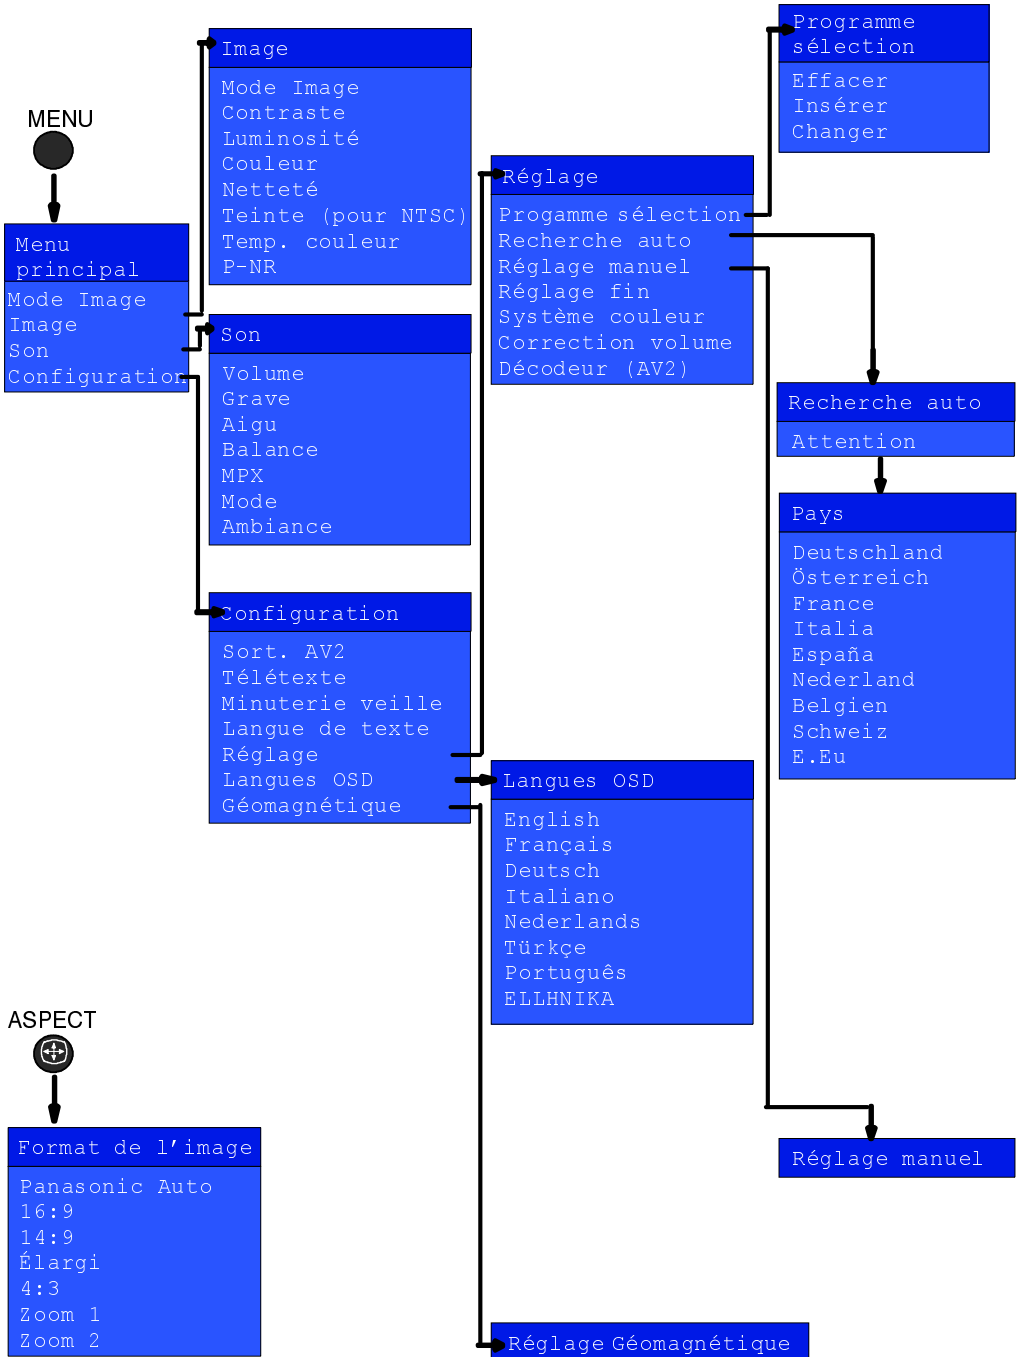 MENU
Menu
principal
Mode Image
Image
Son
Configuration
Image
Mode Image
Contraste
Luminosité
Couleur
Netteté
Teinte (pour NTSC)
Temp. couleur
P-NR
Son
Volume
Grave
Aigu
Balance
MPX
Mode
Ambiance
Configuration
Sort. AV2
Télétexte
Minuterie veille
Langue de texte
Réglage
Langues OSD
Géomagnétique
Réglage
Progamme sélection
Recherche auto
Réglage manuel
Réglage fin
Système couleur
Correction volume
Décodeur (AV2)
Programme
sélection
Effacer
Insérer
Changer
Recherche auto
Attention
Pays
Deutschland
Österreich
France
Italia
España
Nederland
Belgien
Schweiz
E.Eu
Langues OSD
English
Français
Deutsch
Italiano
Nederlands
Türkçe
Português
ELLHNIKA
Réglage manuel
Réglage Géomagnétique
ASPECT
Format de l'image
Panasonic Auto
16:9
14:9
Élargi
4:3
Zoom 1
Zoom 2